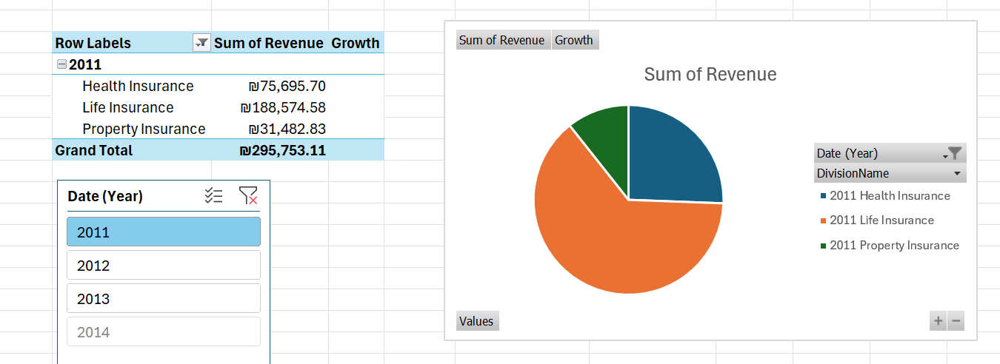 Row Labels Sum of Revenue Growth
2011
Health Insurance ₪75,695.70
Life Insurance ₪188,574.58
Property Insurance ₪31,482.83
Grand Total ₪295,753.11
Date (Year)
2011
2012
2013
2014
Sum of Revenue Growth
Sum of Revenue
Date (Year)
DivisionName
2011 Health Insurance
2011 Life Insurance
2011 Property Insurance
Values